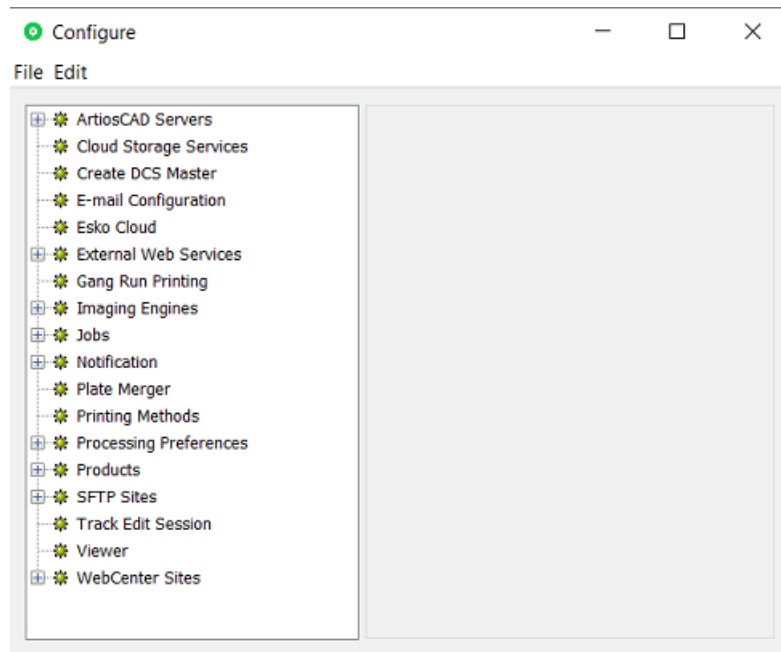 Configure
File Edit
ArtiosCAD Servers
Cloud Storage Services
Create DCS Master
E-mail Configuration
Esko Cloud
External Web Services
Gang Run Printing
Imaging Engines
Jobs
Notification
Plate Merger
Printing Methods
Processing Preferences
Products
SFTP Sites
Track Edit Session
Viewer
WebCenter Sites